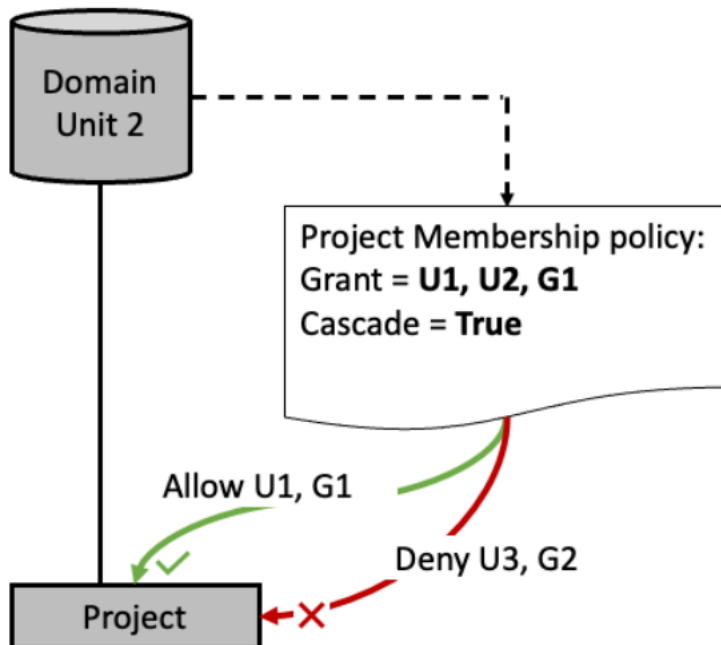 Domain
Unit 2
Project Membership policy:
Grant = U1, U2, G1
Cascade = True
Allow U1, G1
Deny U3, G2
Project